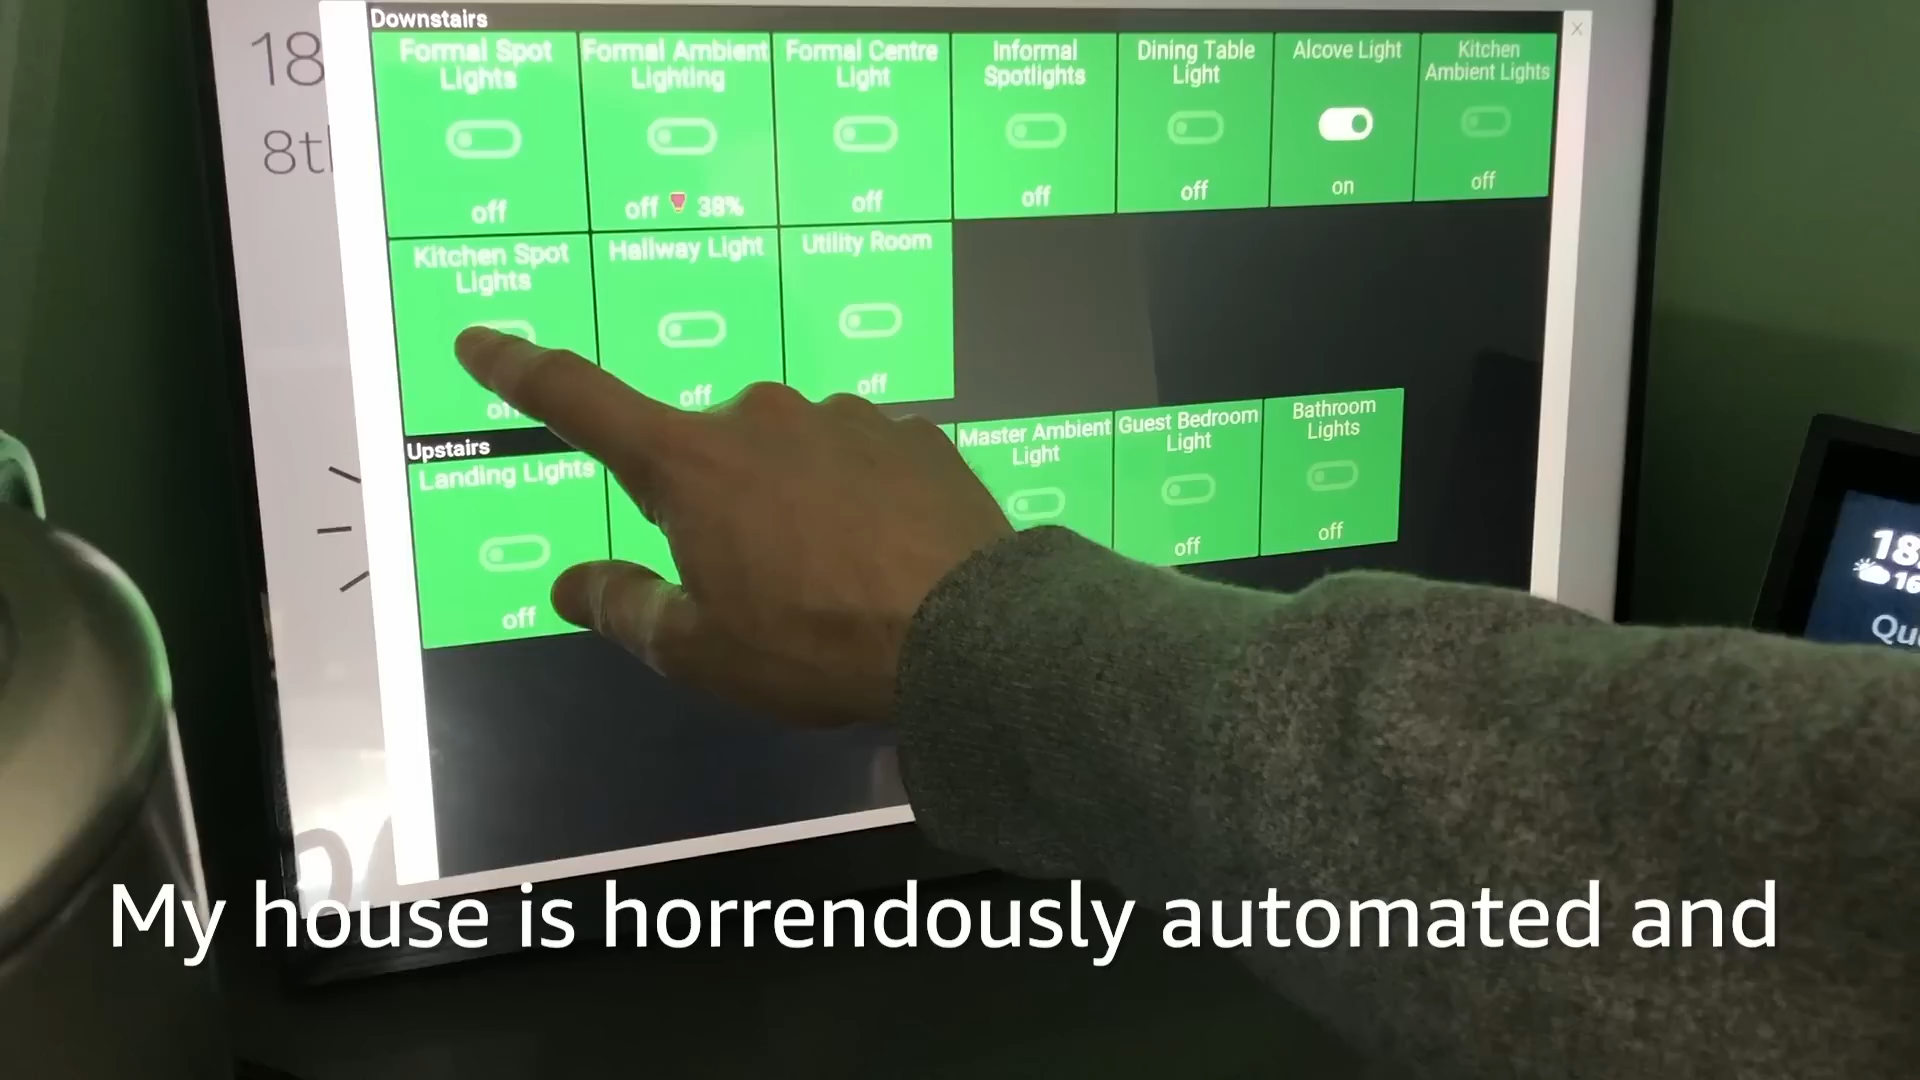 Downstairs
18
8t
Formal Spot
Lights
off
Formal Ambient
Lighting
off 38%
Formal Centre
Light
off
Informal
Spotlights
off
Dining Table
Light
off
Alcove Light
on
Kitchen
Ambient Lights
off
Kitchen Spot
Lights
Hallway Light
off
Utility Room
off
Upstairs
Landing Lights
off
Master Ambient
Light
Guest Bedroom
Light
off
Bathroom
Lights
off
18
16
My house is horrendously automated and